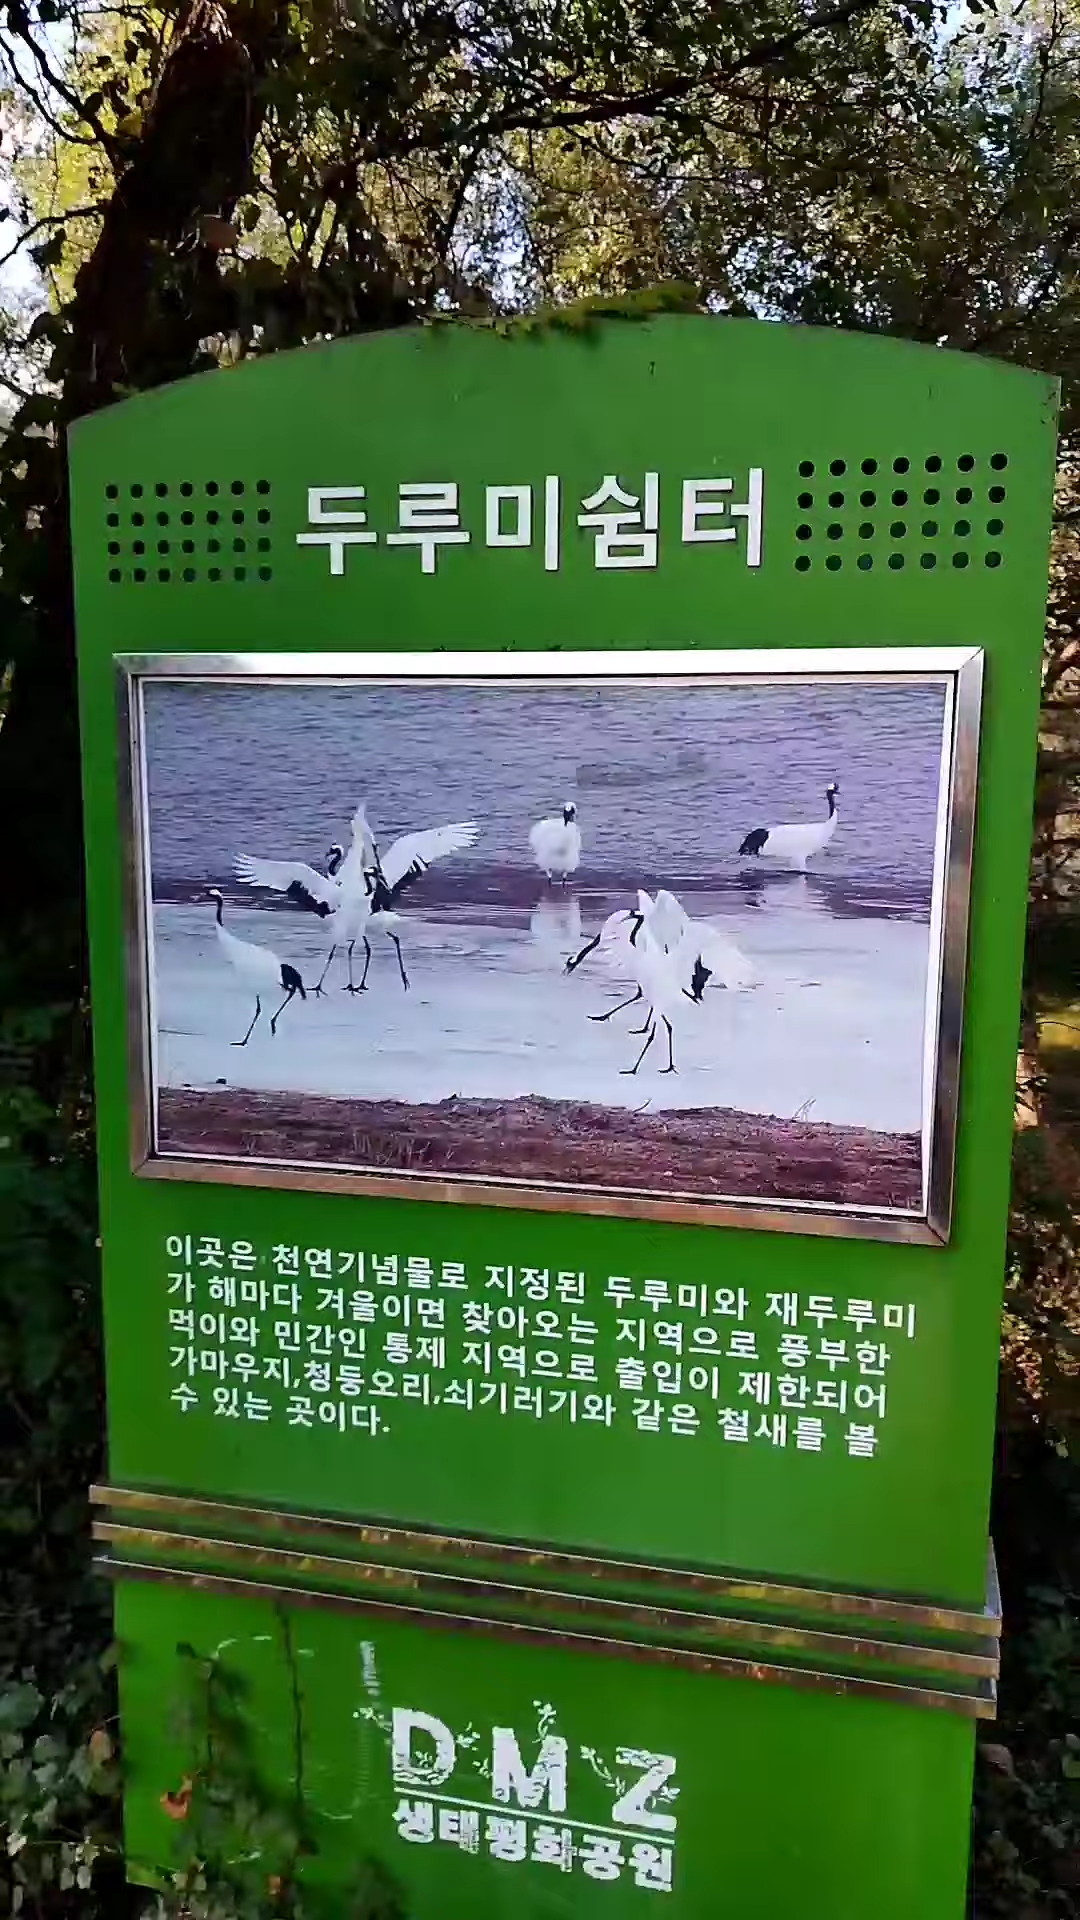 두루미쉼터
이곳은 천연기념물로 지정된 두루미와 재두루미
가 해마다 겨울이면 찾아오는 지역으로 풍부한
먹이와 민간인 통제 지역으로 출입이 제한되어
가마우지,청둥오리,쇠기러기와 같은 철새를 볼
수 있는 곳이다.
DMZ
생태평화공원